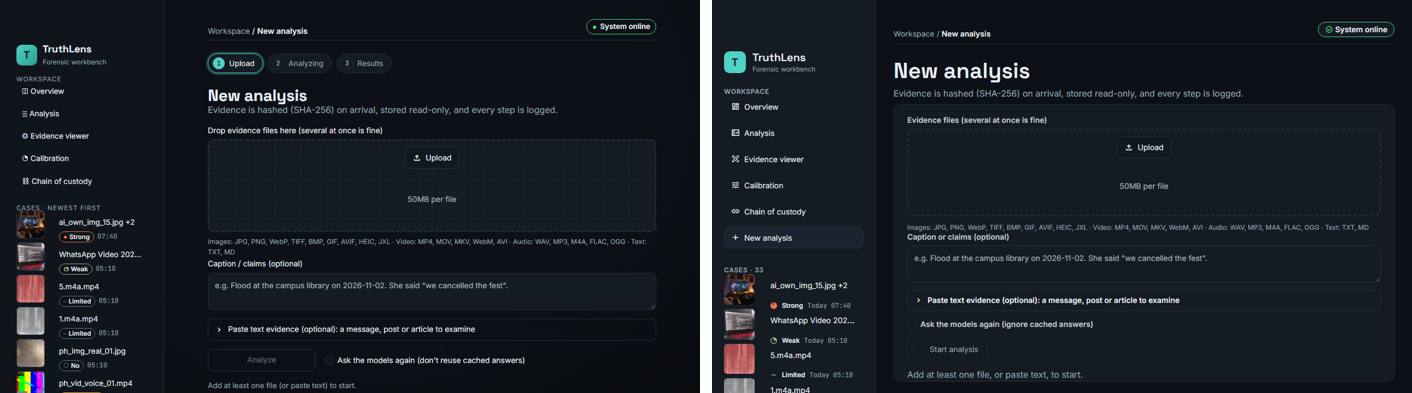 T
TruthLens
Forensic workbench
WORKSPACE
Overview
Analysis
Evidence viewer
Calibration
Chain of custody
CASES · NEWEST FIRST
ai_own_img_15.jpg +2
Strong 07:40
WhatsApp Video 202...
Weak 05:10
5.m4a.mp4
Limited 05:10
1.m4a.mp4
Limited 05:10
ph_img_real_01.jpg
No 05:10
ph_vid_voice_01.mp4
Workspace / New analysis
System online
1 Upload
2 Analyzing
3 Results
New analysis
Evidence is hashed (SHA-256) on arrival, stored read-only, and every step is logged.
Drop evidence files here (several at once is fine)
Upload
50MB per file
Images: JPG, PNG, WebP, TIFF, BMP, GIF, AVIF, HEIC, JXL · Video: MP4, MOV, MKV, WebM, AVI · Audio: WAV, MP3, M4A, FLAC, OGG · Text:
TXT, MD
Caption / claims (optional)
e.g. Flood at the campus library on 2026-11-02. She said "we cancelled the fest".
Paste text evidence (optional): a message, post or article to examine
Analyze
Ask the models again (don't reuse cached answers)
Add at least one file (or paste text) to start.
T
TruthLens
Forensic workbench
WORKSPACE
Overview
Analysis
Evidence viewer
Calibration
Chain of custody
+ New analysis
CASES · 33
ai_own_img_15.jpg +2
Strong Today 07:40
WhatsApp Video 202...
Weak Today 05:10
5.m4a.mp4
Limited Today 05:10
1.m4a.mp4
Workspace / New analysis
System online
New analysis
Evidence is hashed (SHA-256) on arrival, stored read-only, and every step is logged.
Evidence files (several at once is fine)
Upload
50MB per file
Images: JPG, PNG, WebP, TIFF, BMP, GIF, AVIF, HEIC, JXL · Video: MP4, MOV, MKV, WebM, AVI · Audio: WAV, MP3, M4A, FLAC, OGG · Text: TXT, MD
Caption or claims (optional)
e.g. Flood at the campus library on 2026-11-02. She said "we cancelled the fest".
Paste text evidence (optional): a message, post or article to examine
Ask the models again (ignore cached answers)
Start analysis
Add at least one file, or paste text, to start.